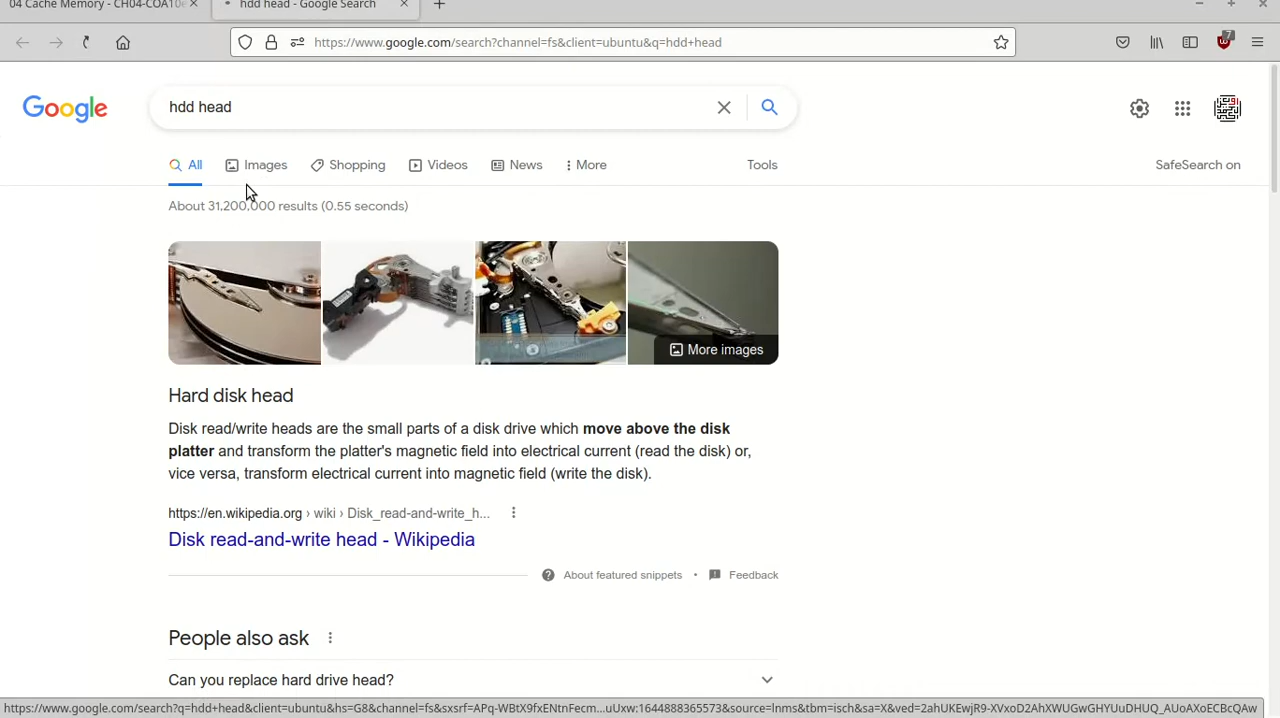 04 Cache Memory - CH04-COA10e
hdd head - Google Search
https://www.google.com/search?channel=fs&client=ubuntu&q=hdd+head
7
Google
hdd head
All
Images
Shopping
Videos
News
More
Tools
SafeSearch on
About 31,200,000 results (0.55 seconds)
More images
Hard disk head
Disk read/write heads are the small parts of a disk drive which move above the disk
platter and transform the platter's magnetic field into electrical current (read the disk) or,
vice versa, transform electrical current into magnetic field (write the disk).
https://en.wikipedia.org › wiki › Disk_read-and-write_h...
Disk read-and-write head - Wikipedia
About featured snippets • Feedback
People also ask
Can you replace hard drive head?
https://www.google.com/search?q=hdd+head&client=ubuntu&hs=G8&channel=fs&sxsrf=APq-WBtX9fxENtnFecm...uUxw:1644888365573&source=lnms&tbm=isch&sa=X&ved=2ahUKEwjR9-XVxoD2AhXWUGwGHYUuDHUQ_AUoAXoECBcQAw